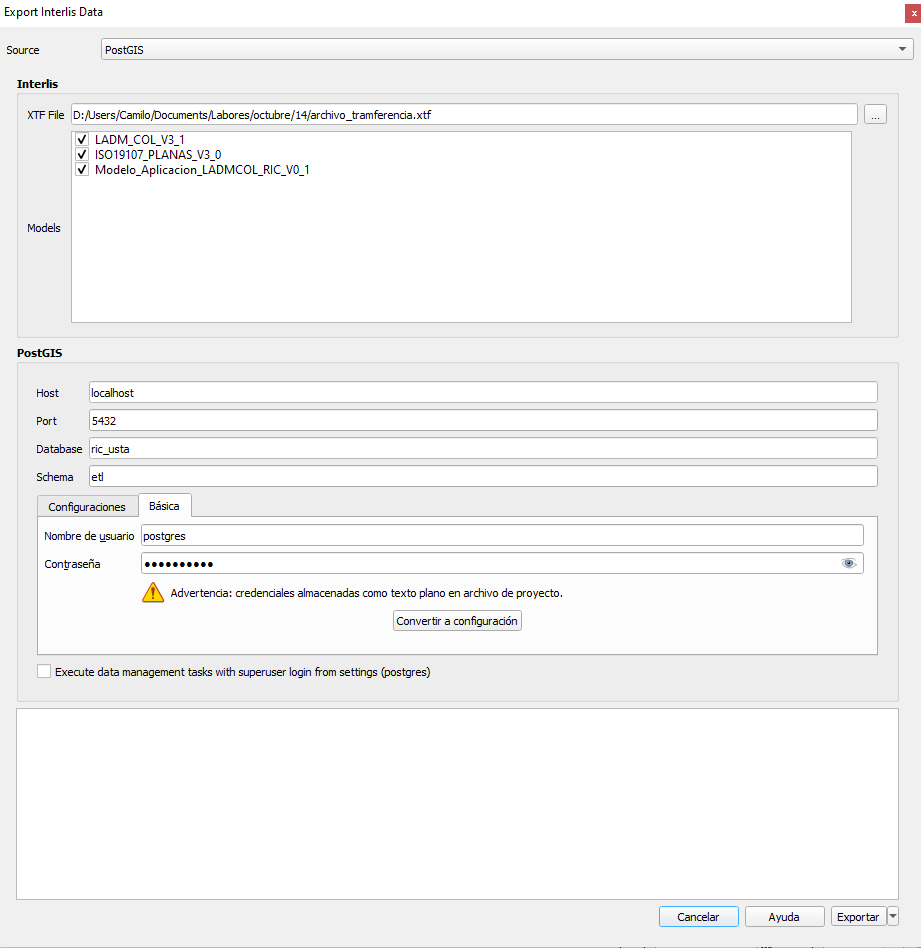 Export Interlis Data
x
Source PostGIS
Interlis
XTF File D:/Users/Camilo/Documents/Labores/octubre/14/archivo_tramferencia.xtf ...
LADM_COL_V3_1
ISO19107_PLANAS_V3_0
Modelo_Aplicacion_LADMCOL_RIC_V0_1
Models
PostGIS
Host localhost
Port 5432
Database ric_usta
Schema etl
Configuraciones Básica
Nombre de usuario postgres
Contraseña ●●●●●●●●●●
Advertencia: credenciales almacenadas como texto plano en archivo de proyecto.
Convertir a configuración
Execute data management tasks with superuser login from settings (postgres)
Cancelar Ayuda Exportar